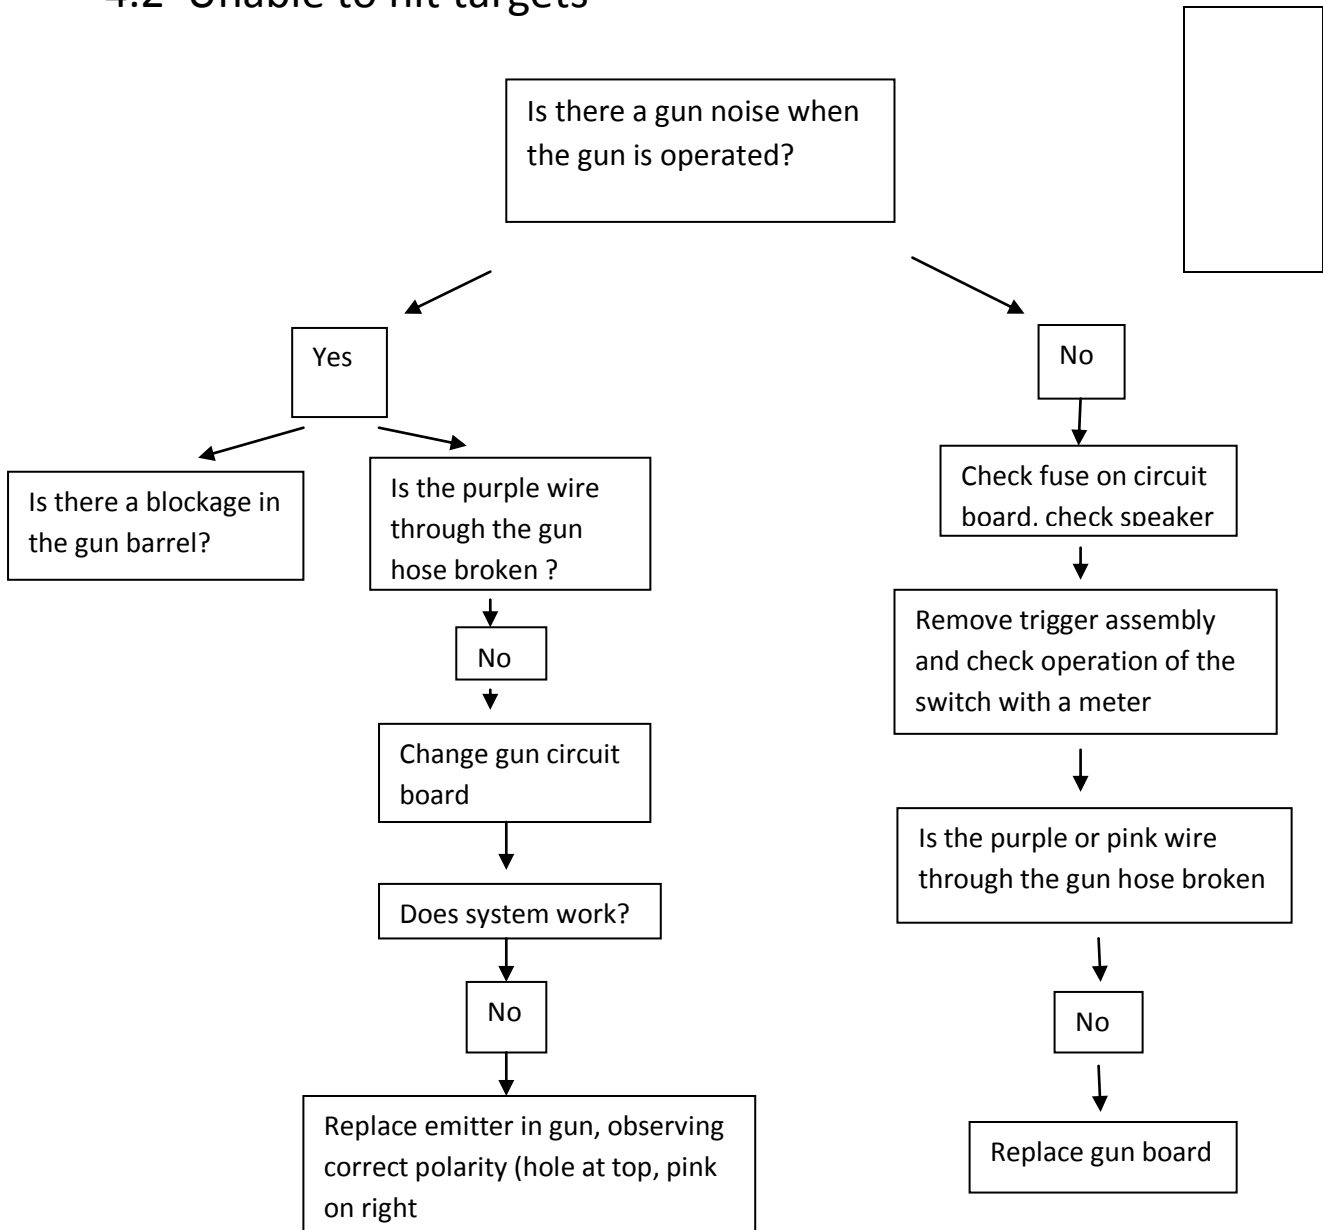 4.2 Unable to hit targets
Is there a gun noise when
the gun is operated?
Yes
No
Is there a blockage in
the gun barrel?
Is the purple wire
through the gun
hose broken ?
No
Change gun circuit
board
Does system work?
No
Replace emitter in gun, observing
correct polarity (hole at top, pink
on right
Check fuse on circuit
board, check speaker
Remove trigger assembly
and check operation of the
switch with a meter
Is the purple or pink wire
through the gun hose broken
No
Replace gun board